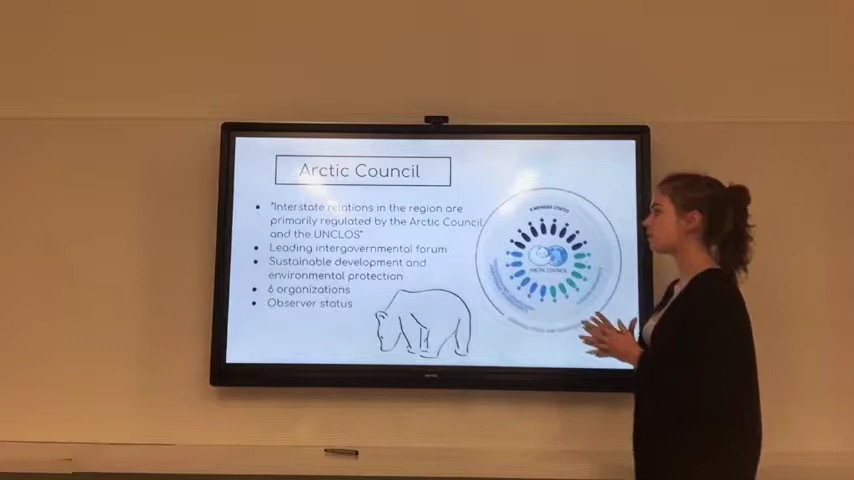 Arctic Council
"Interstate relations in the region are
primarily regulated by the Arctic Council
and the UNCLOS"
Leading intergovernmental forum
Sustainable development and
environmental protection
6 organizations
Observer status
8 MEMBER STATES
ARCTIC COUNCIL